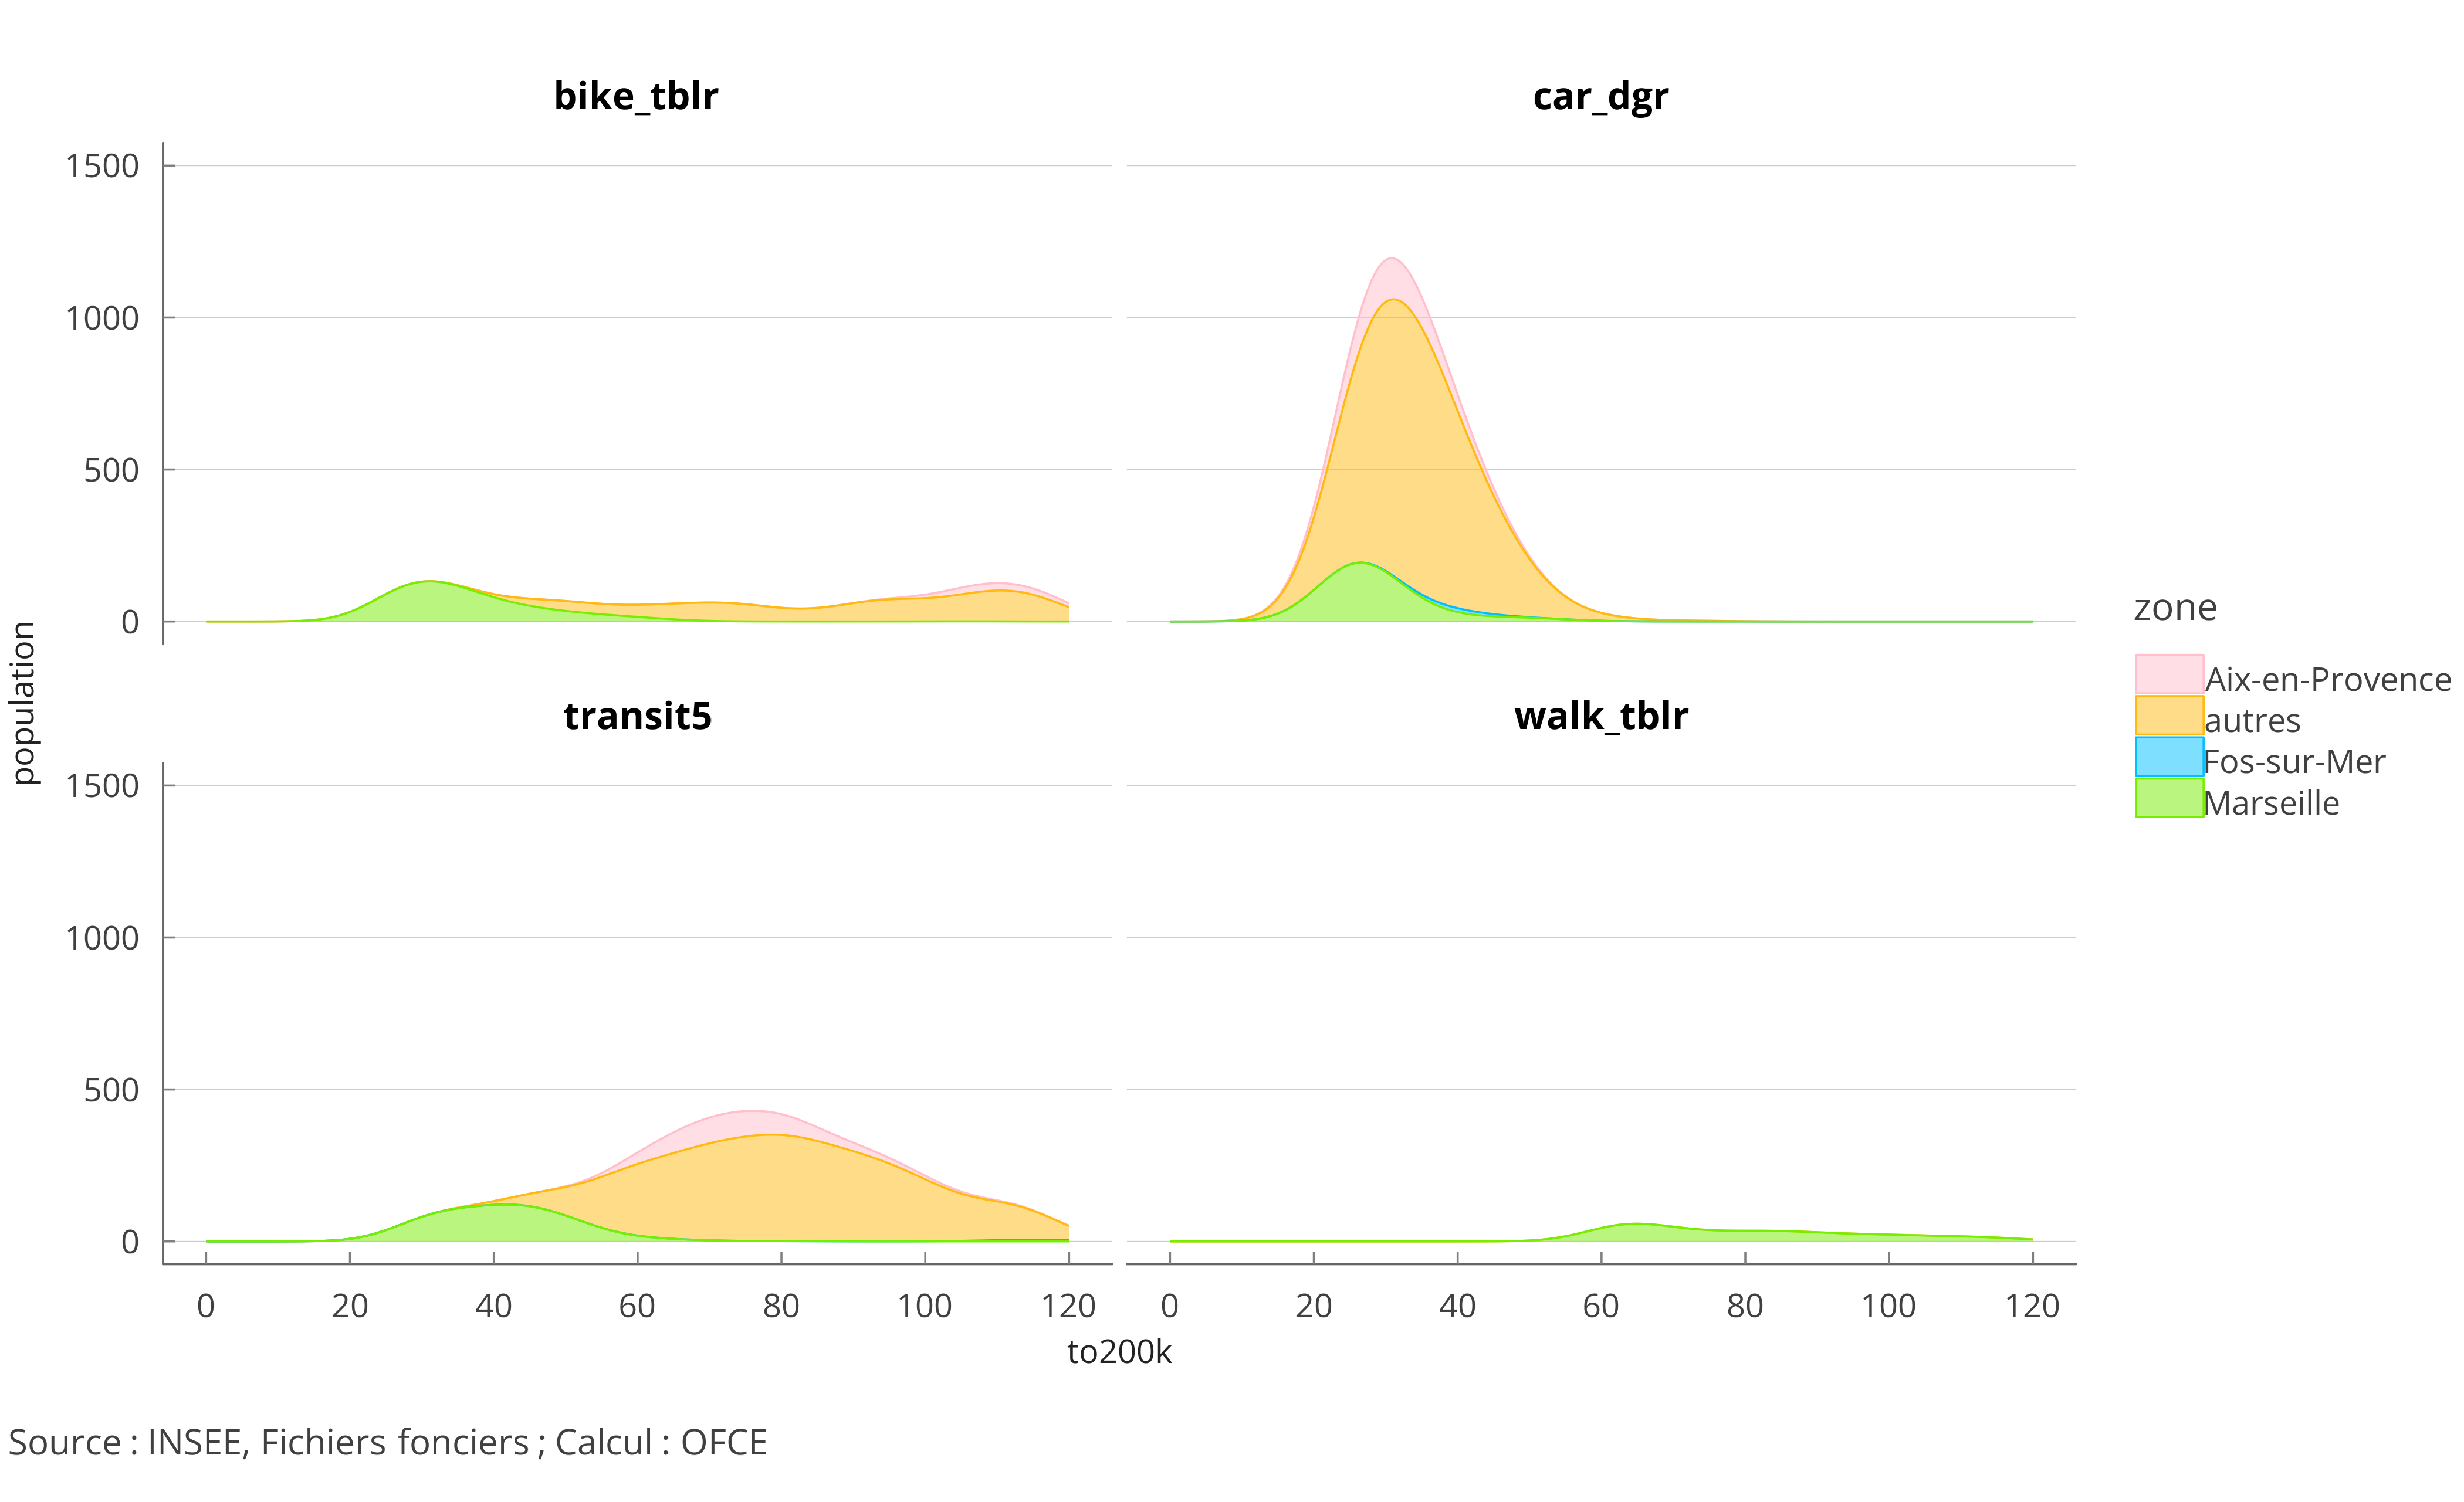 bike_tblr
car_dgr
1500
1000
500
0
transit5
walk_tblr
1500
1000
500
0
population
0 20 40 60 80 100 120
0 20 40 60 80 100 120
to200k
zone
Aix-en-Provence
autres
Fos-sur-Mer
Marseille
Source : INSEE, Fichiers fonciers ; Calcul : OFCE